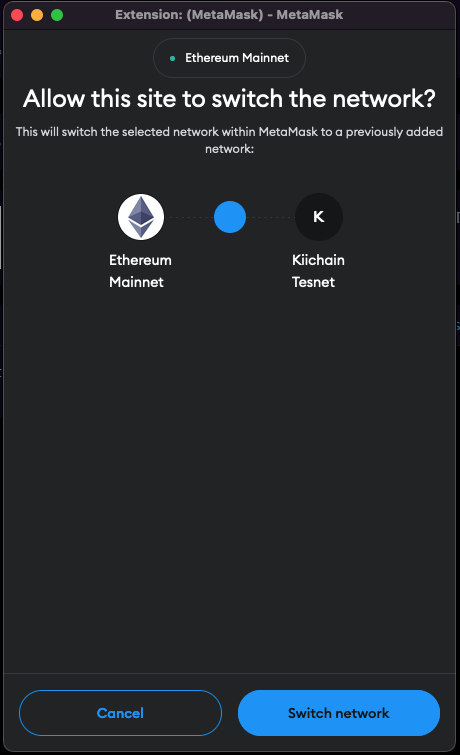 Extension: (MetaMask) - MetaMask
Ethereum Mainnet
Allow this site to switch the network?
This will switch the selected network within MetaMask to a previously added
network:
K
Ethereum
Mainnet
Kiichain
Tesnet
Cancel
Switch network